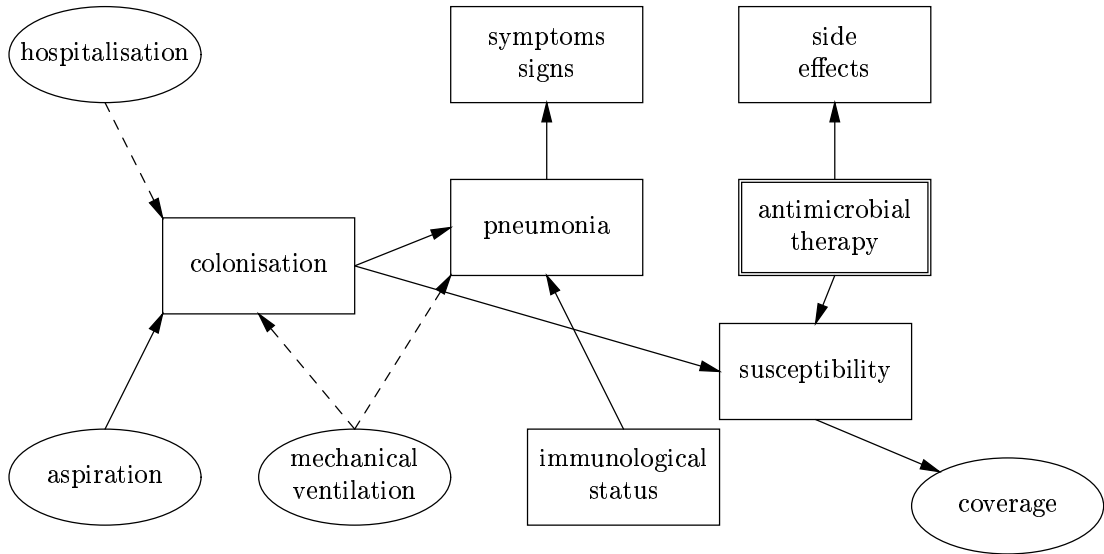 hospitalisation
symptoms
signs
side
effects
colonisation
pneumonia
antimicrobial
therapy
susceptibility
aspiration
mechanical
ventilation
immunological
status
coverage